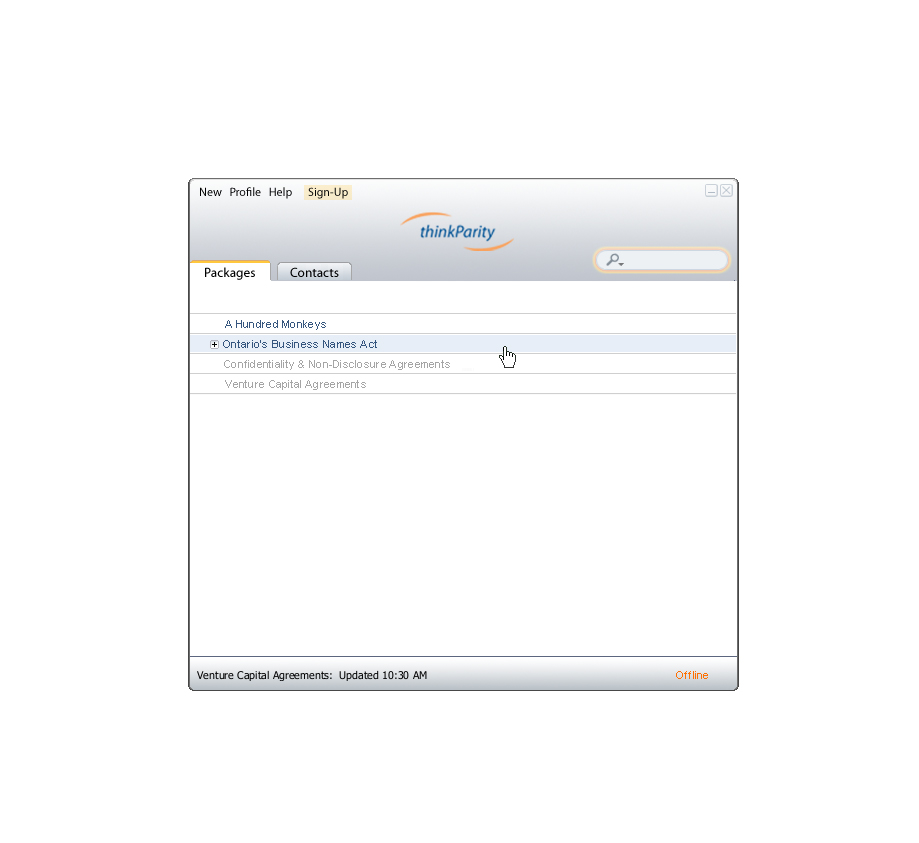 New Profile Help Sign-Up
thinkParity
Packages Contacts
A Hundred Monkeys
Ontario's Business Names Act
Confidentiality & Non-Disclosure Agreements
Venture Capital Agreements
Venture Capital Agreements: Updated 10:30 AM Offline